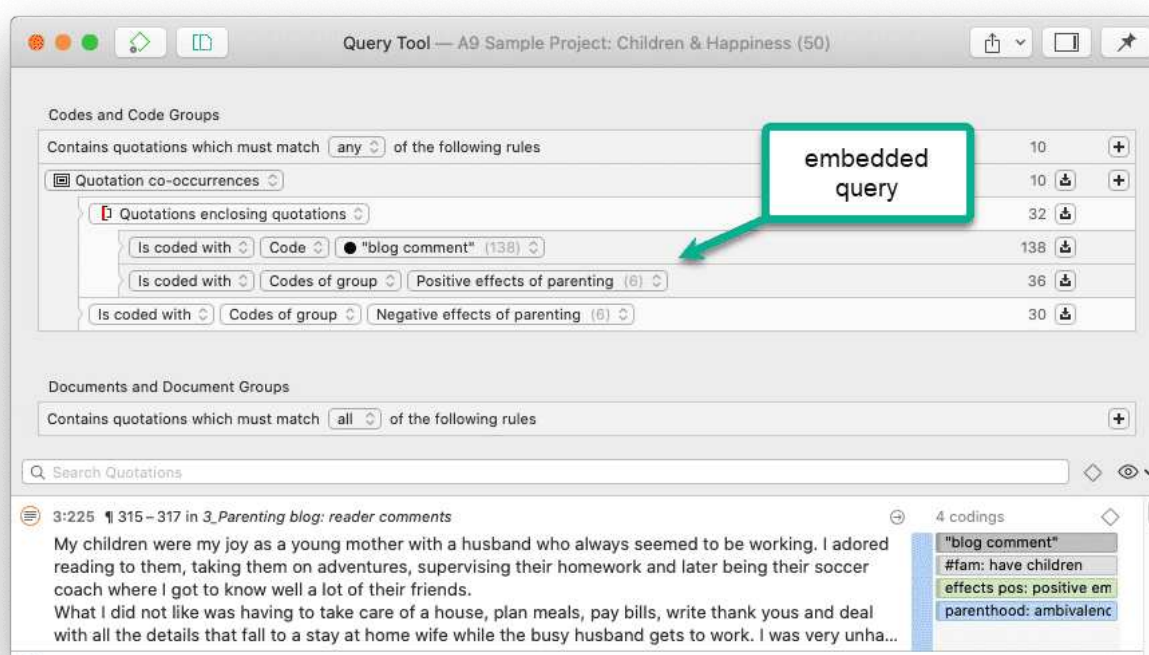 Query Tool — A9 Sample Project: Children & Happiness (50)
Codes and Code Groups
Contains quotations which must match any of the following rules 10
embedded
query
Quotation co-occurrences 10
Quotations enclosing quotations 32
Is coded with Code "blog comment" (138) 138
Is coded with Codes of group Positive effects of parenting (6) 36
Is coded with Codes of group Negative effects of parenting (6) 30
Documents and Document Groups
Contains quotations which must match all of the following rules
Search Quotations
3:225 ¶ 315 – 317 in 3_Parenting blog: reader comments 4 codings
My children were my joy as a young mother with a husband who always seemed to be working. I adored
reading to them, taking them on adventures, supervising their homework and later being their soccer
coach where I got to know well a lot of their friends.
What I did not like was having to take care of a house, plan meals, pay bills, write thank yous and deal
with all the details that fall to a stay at home wife while the busy husband gets to work. I was very unha...
"blog comment"
#fam: have children
effects pos: positive em
parenthood: ambivalenc